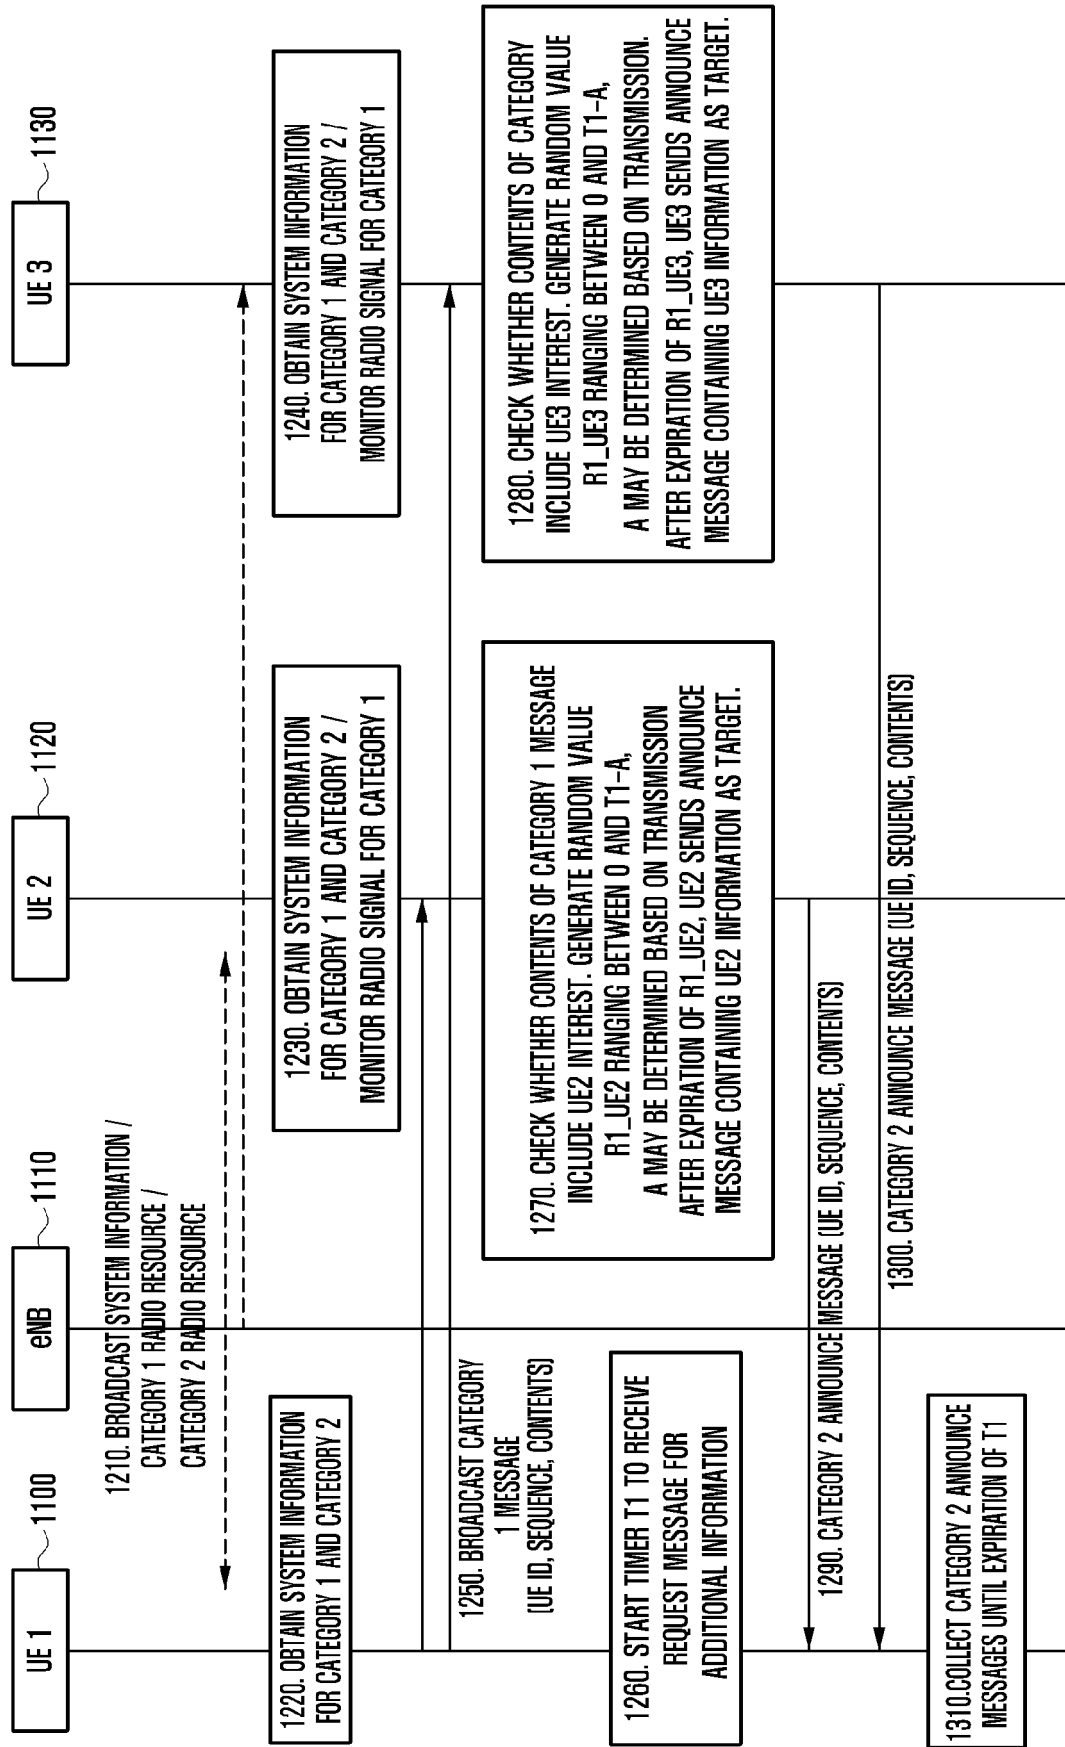 UE 1
1100
eNB
1110
UE 2
1120
UE 3
1130
1210. BROADCAST SYSTEM INFORMATION /
CATEGORY 1 RADIO RESOURCE /
CATEGORY 2 RADIO RESOURCE
1220. OBTAIN SYSTEM INFORMATION
FOR CATEGORY 1 AND CATEGORY 2
1230. OBTAIN SYSTEM INFORMATION
FOR CATEGORY 1 AND CATEGORY 2 /
MONITOR RADIO SIGNAL FOR CATEGORY 1
1240. OBTAIN SYSTEM INFORMATION
FOR CATEGORY 1 AND CATEGORY 2 /
MONITOR RADIO SIGNAL FOR CATEGORY 1
1250. BROADCAST CATEGORY
1 MESSAGE
(UE ID, SEQUENCE, CONTENTS)
1260. START TIMER T1 TO RECEIVE
REQUEST MESSAGE FOR
ADDITIONAL INFORMATION
1270. CHECK WHETHER CONTENTS OF CATEGORY 1 MESSAGE
INCLUDE UE2 INTEREST. GENERATE RANDOM VALUE
R1_UE2 RANGING BETWEEN 0 AND T1-A,
A MAY BE DETERMINED BASED ON TRANSMISSION
AFTER EXPIRATION OF R1_UE2, UE2 SENDS ANNOUNCE
MESSAGE CONTAINING UE2 INFORMATION AS TARGET.
1280. CHECK WHETHER CONTENTS OF CATEGORY
INCLUDE UE3 INTEREST. GENERATE RANDOM VALUE
R1_UE3 RANGING BETWEEN 0 AND T1-A,
A MAY BE DETERMINED BASED ON TRANSMISSION.
AFTER EXPIRATION OF R1_UE3, UE3 SENDS ANNOUNCE
MESSAGE CONTAINING UE3 INFORMATION AS TARGET.
1290. CATEGORY 2 ANNOUNCE MESSAGE (UE ID, SEQUENCE, CONTENTS)
1300. CATEGORY 2 ANNOUNCE MESSAGE (UE ID, SEQUENCE, CONTENTS)
1310.COLLECT CATEGORY 2 ANNOUNCE
MESSAGES UNTIL EXPIRATION OF T1